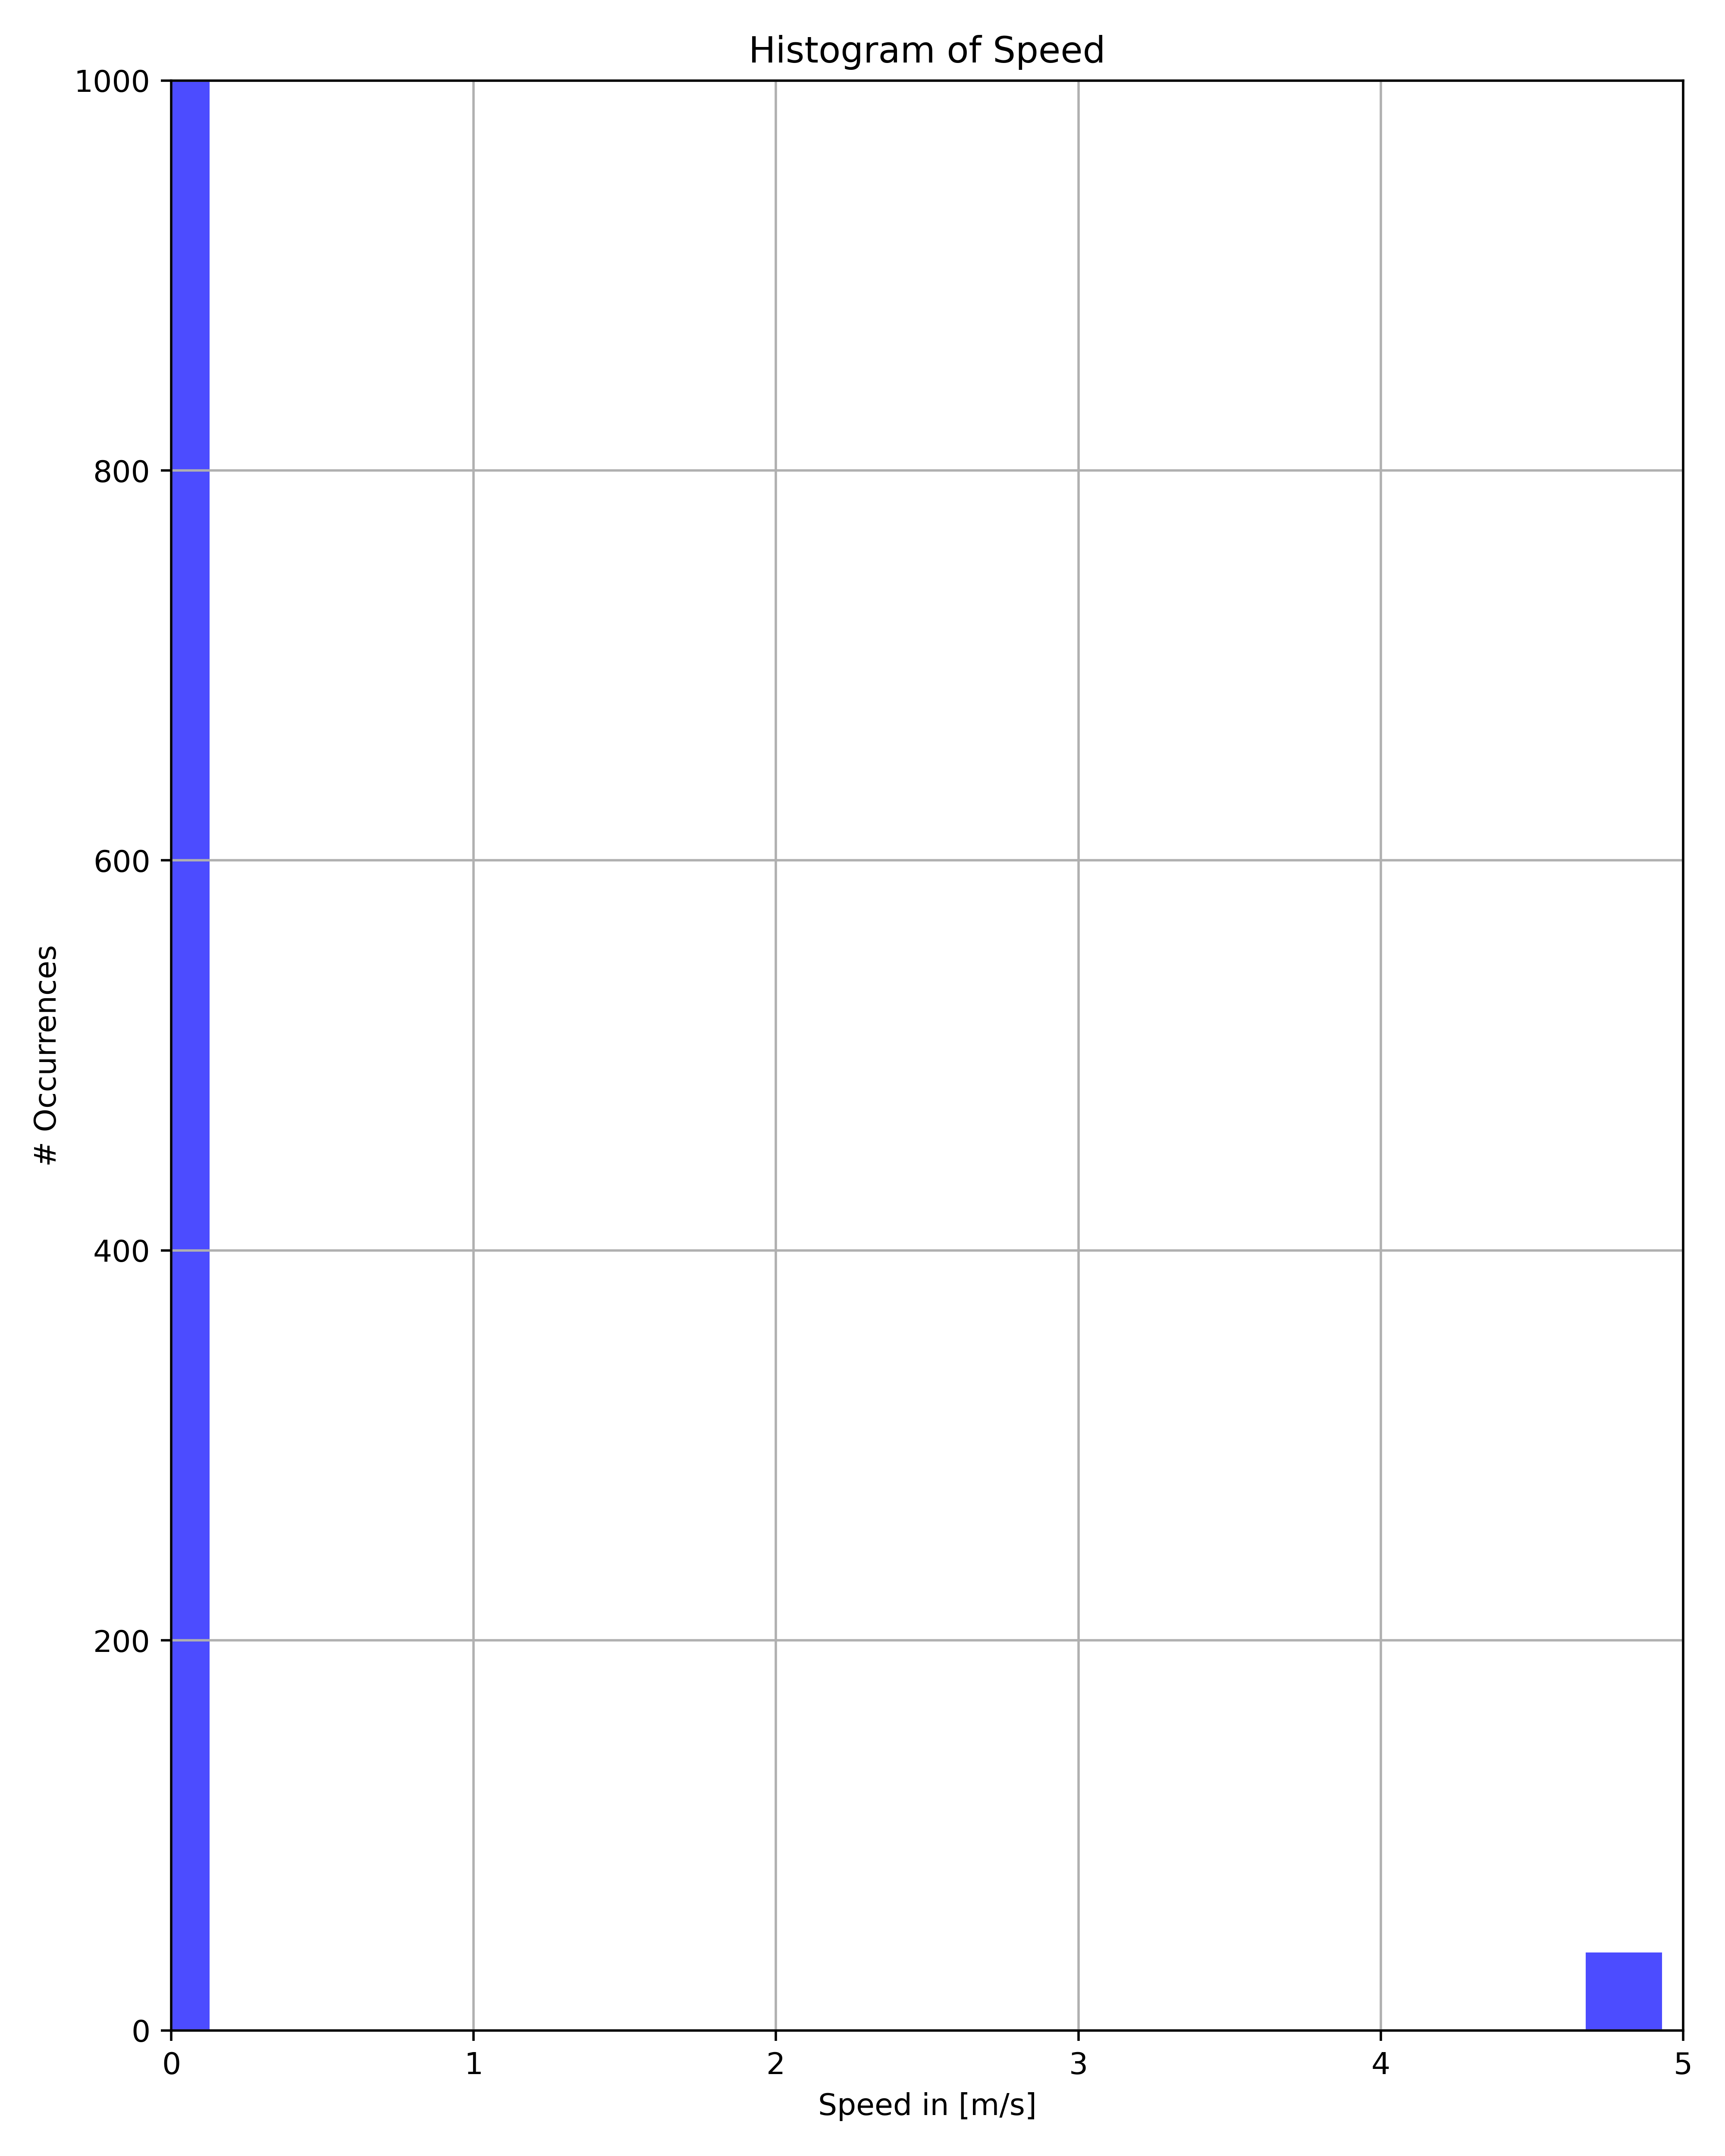 Histogram of Speed
1000
800
600
400
200
0
# Occurrences
0 1 2 3 4 5
Speed in [m/s]